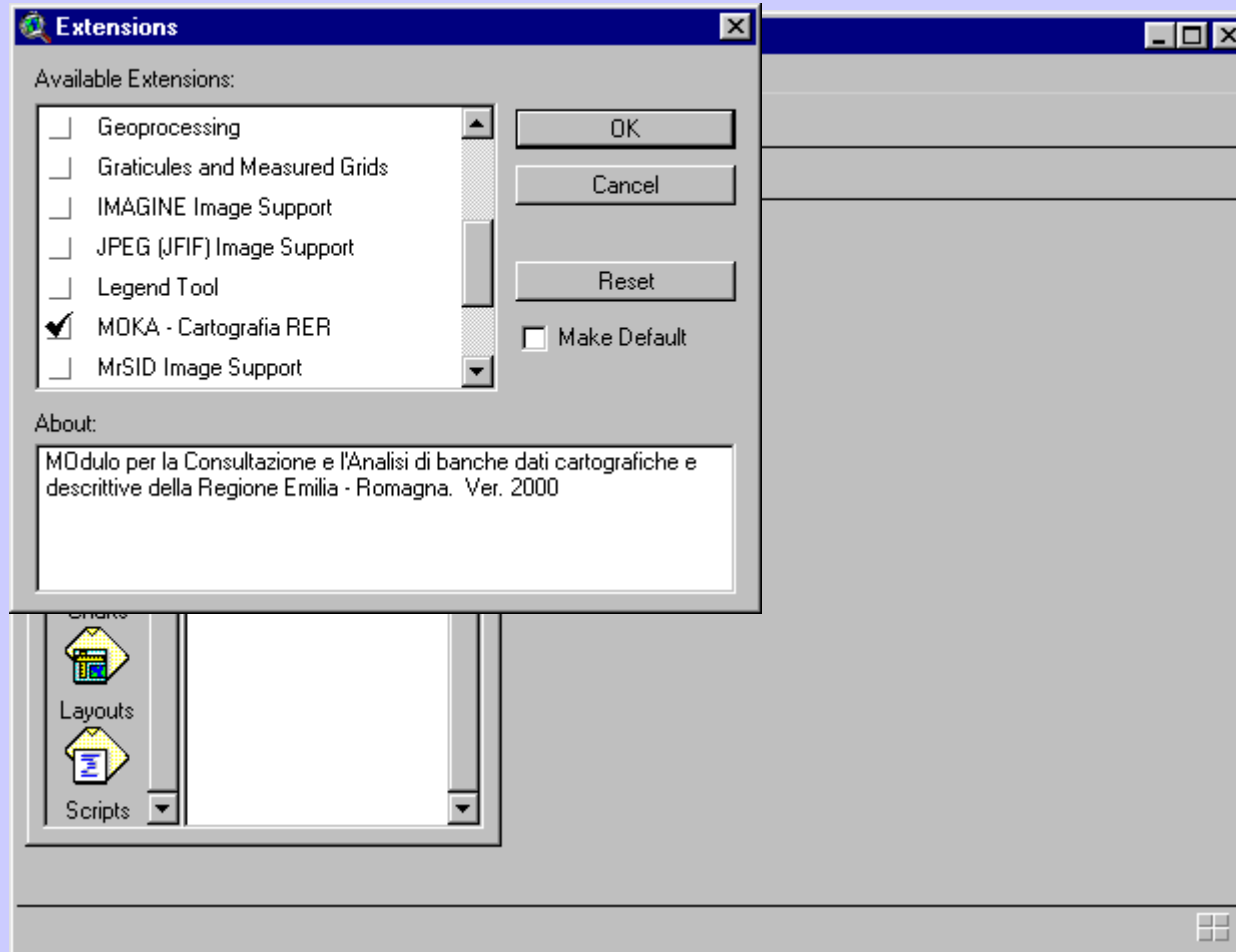 Extensions
Available Extensions:
Geoprocessing
Graticules and Measured Grids
IMAGINE Image Support
JPEG (JFIF) Image Support
Legend Tool
MOKA - Cartografia RER
MrSID Image Support
OK
Cancel
Reset
Make Default
About:
MOdulo per la Consultazione e l'Analisi di banche dati cartografiche e
descrittive della Regione Emilia - Romagna.  Ver. 2000
Charts
Layouts
Scripts